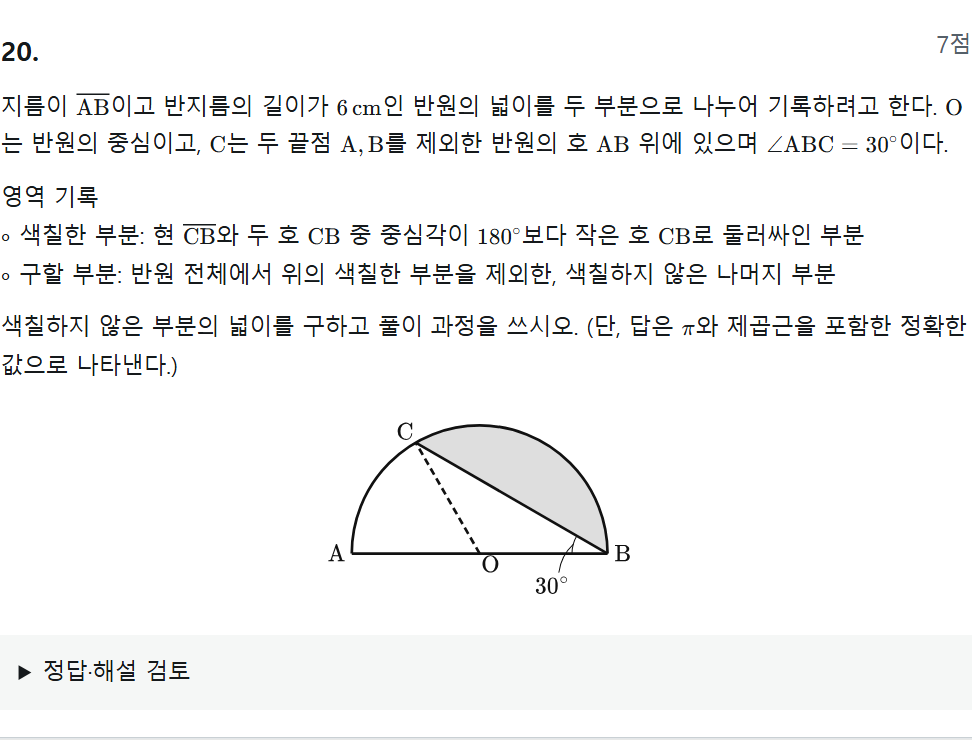 20.
7점
지름이 AB이고 반지름의 길이가 6 cm인 반원의 넓이를 두 부분으로 나누어 기록하려고 한다. O
는 반원의 중심이고, C는 두 끝점 A, B를 제외한 반원의 호 AB 위에 있으며 ∠ABC = 30°이다.
영역 기록
∘ 색칠한 부분: 현 CB와 두 호 CB 중 중심각이 180°보다 작은 호 CB로 둘러싸인 부분
∘ 구할 부분: 반원 전체에서 위의 색칠한 부분을 제외한, 색칠하지 않은 나머지 부분
색칠하지 않은 부분의 넓이를 구하고 풀이 과정을 쓰시오. (단, 답은 π와 제곱근을 포함한 정확한
값으로 나타낸다.)
C
A
O
B
30°
▶ 정답·해설 검토